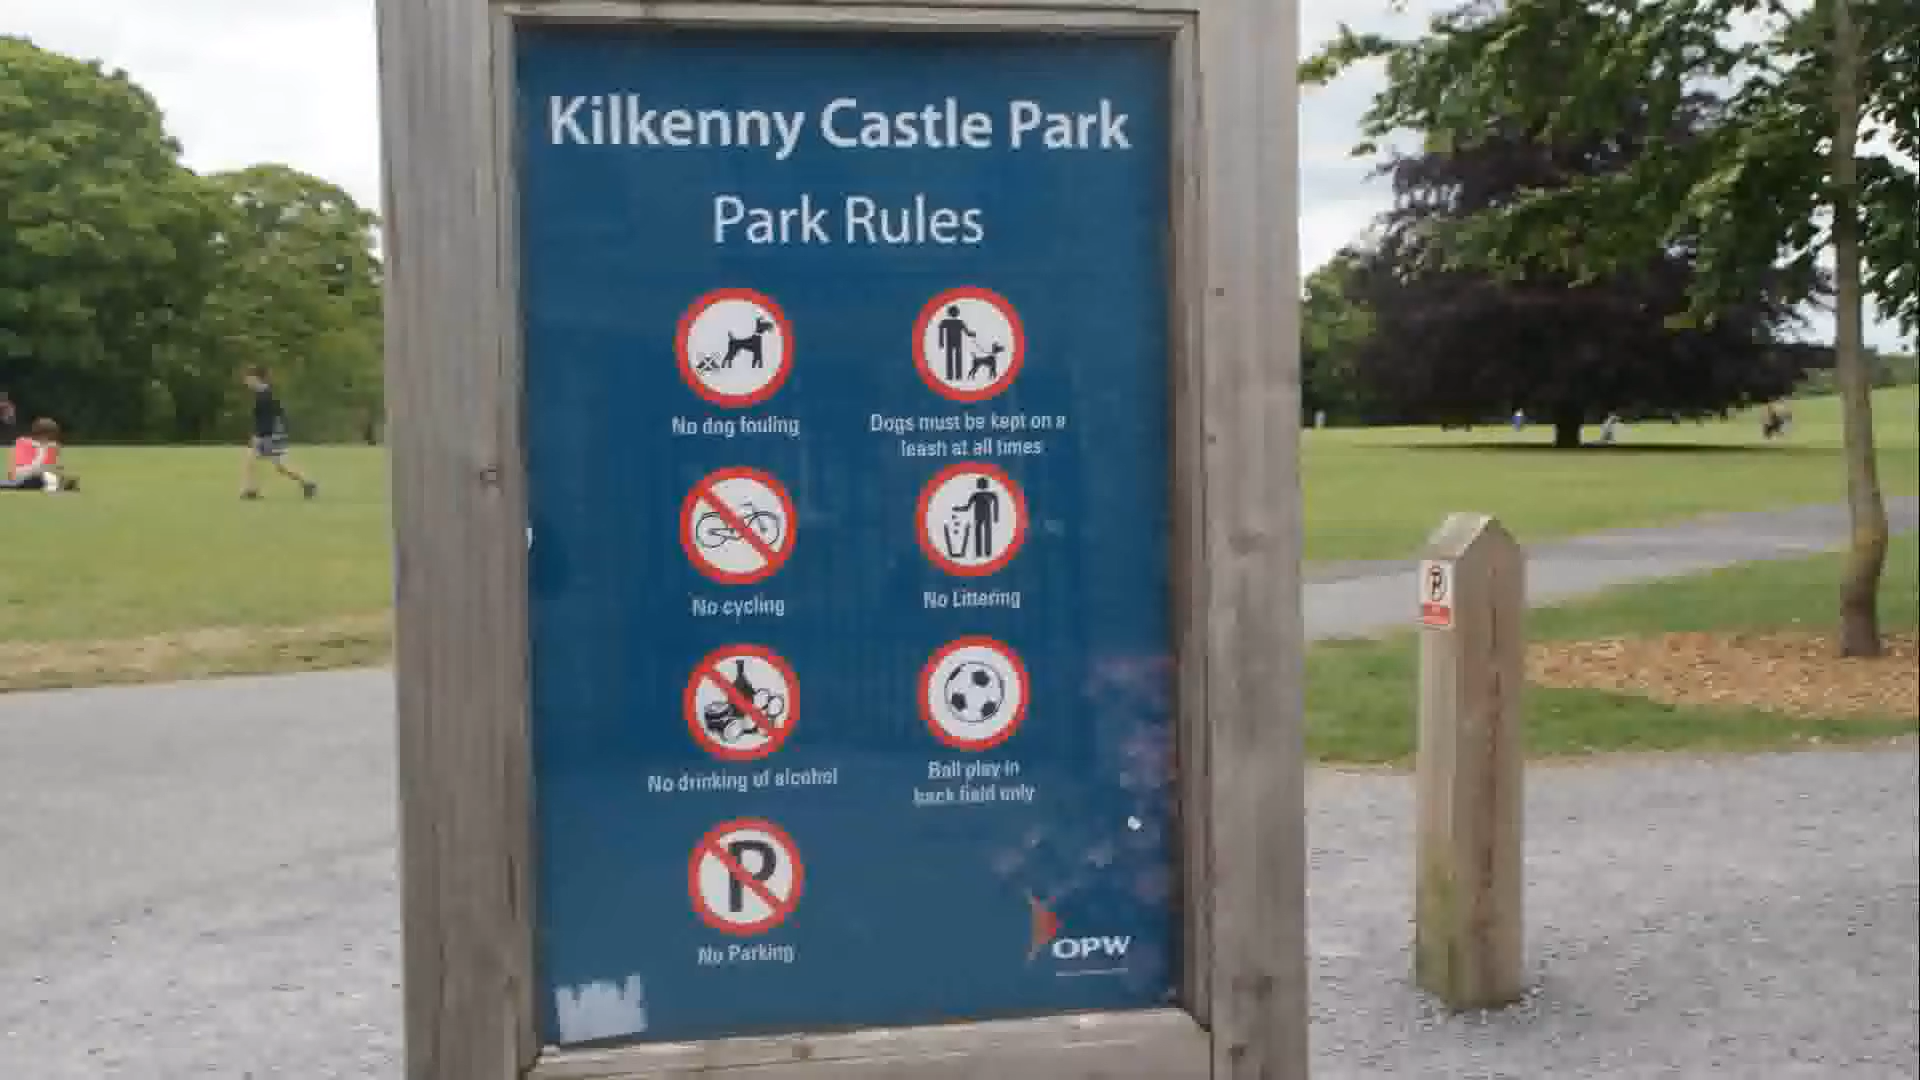 Kilkenny Castle Park
Park Rules
No dog fouling
Dogs must be kept on a
leash at all times
No cycling
No Littering
No drinking of alcohol
Ball play in
back field only
P
No Parking
OPW